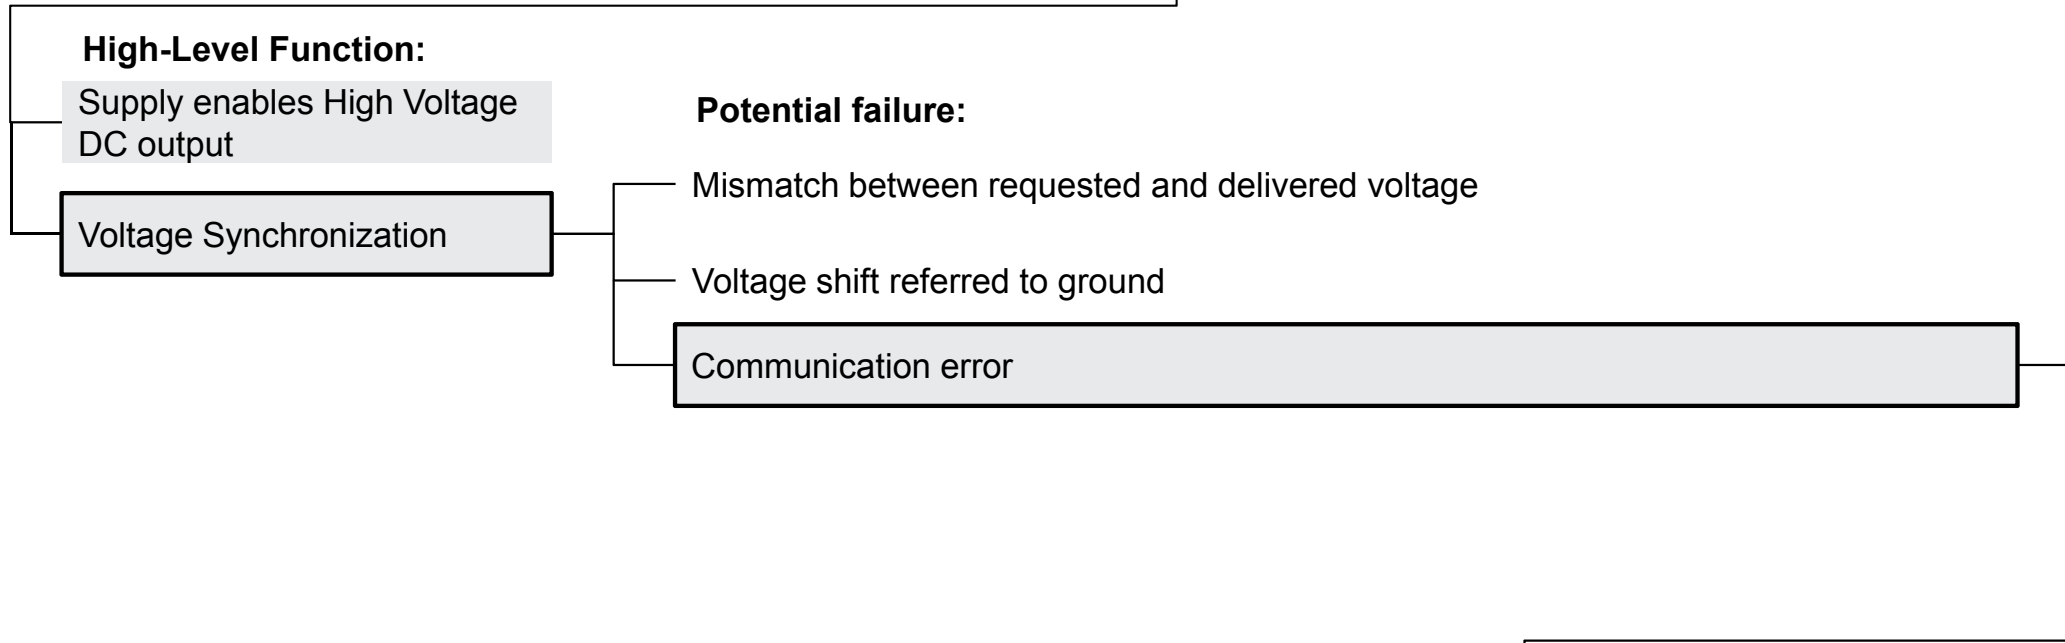 High-Level Function:
Supply enables High Voltage
DC output
Voltage Synchronization
Potential failure:
Mismatch between requested and delivered voltage
Voltage shift referred to ground
Communication error